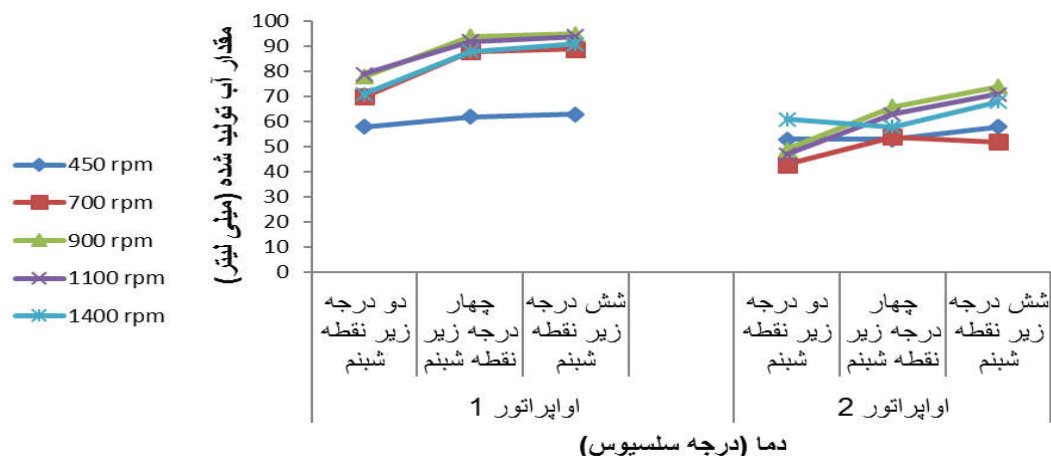 مقدار آب تولید شده (میلی لیتر)
100
90
80
70
60
50
40
30
20
10
0
450 rpm
700 rpm
900 rpm
1100 rpm
1400 rpm
دو درجه
زیر نقطه
شبنم
چهار
درجه زیر
نقطه شبنم
شش درجه
زیر نقطه
شبنم
دو درجه
زیر نقطه
شبنم
چهار
درجه زیر
نقطه شبنم
شش درجه
زیر نقطه
شبنم
اواپراتور 1
اواپراتور 2
دما (درجه سلسیوس)